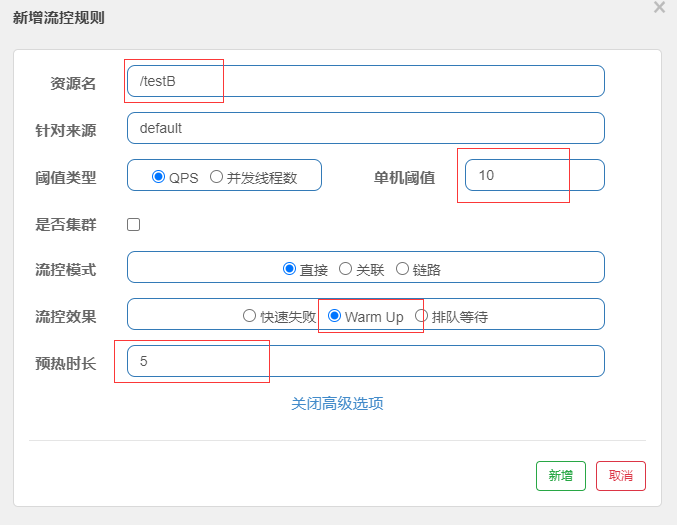 新增流控规则
×
资源名 /testB
针对来源 default
阈值类型 QPS 并发线程数 单机阈值 10
是否集群
流控模式 直接 关联 链路
流控效果 快速失败 Warm Up 排队等待
预热时长 5
关闭高级选项
新增 取消